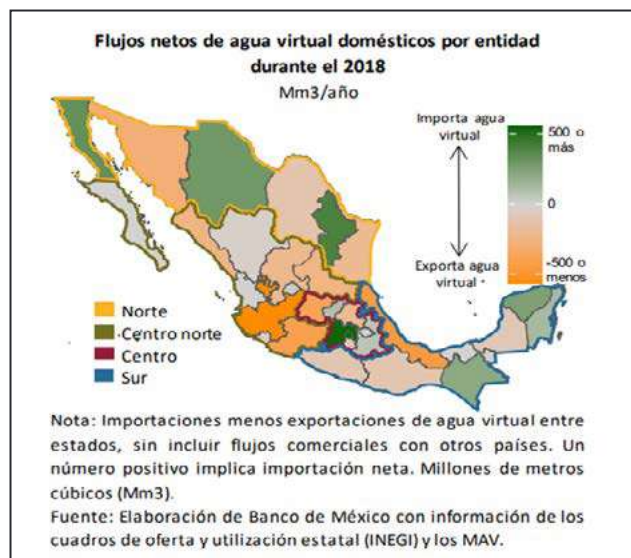 Flujos netos de agua virtual domésticos por entidad
durante el 2018
Mm3/año
Importa agua
virtual
500 o
más
0
Exporta agua
virtual
-500 o
menos
Norte
Centro norte
Centro
Sur
Nota: Importaciones menos exportaciones de agua virtual entre
estados, sin incluir flujos comerciales con otros países. Un
número positivo implica importación neta. Millones de metros
cúbicos (Mm3).
Fuente: Elaboración de Banco de México con información de los
cuadros de oferta y utilización estatal (INEGI) y los MAV.